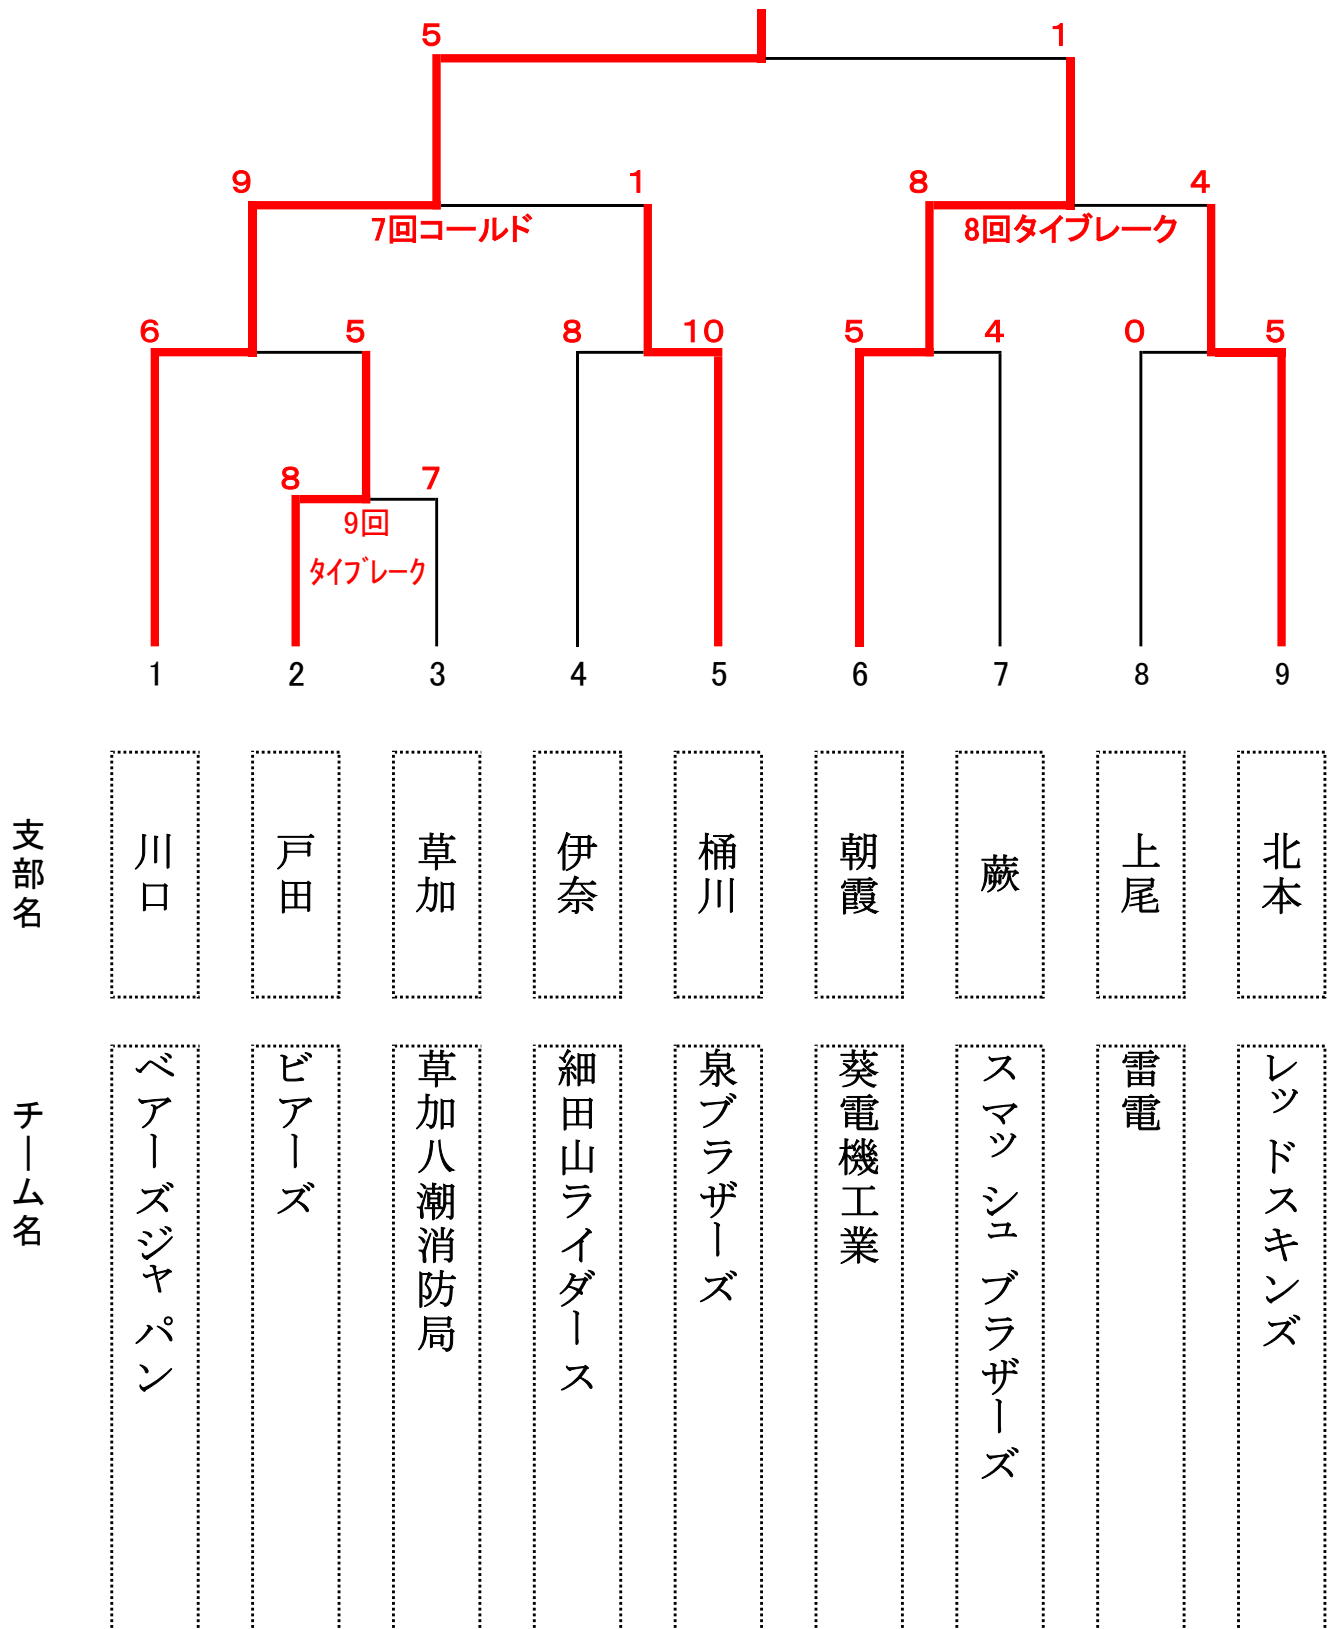 5 1
9 1 8 4
7回コールド 8回タイブレーク
6 5 8 10 5 4 0 5
8 7
9回
ﾀｲﾌﾞﾚｰｸ
1 2 3 4 5 6 7 8 9
支部名
川口
戸田
草加
伊奈
桶川
朝霞
蕨
上尾
北本
チーム名
ベアーズジャパン
ビアーズ
草加八潮消防局
細田山ライダース
泉ブラザーズ
葵電機工業
スマッシュブラザーズ
雷電
レッドスキンズ